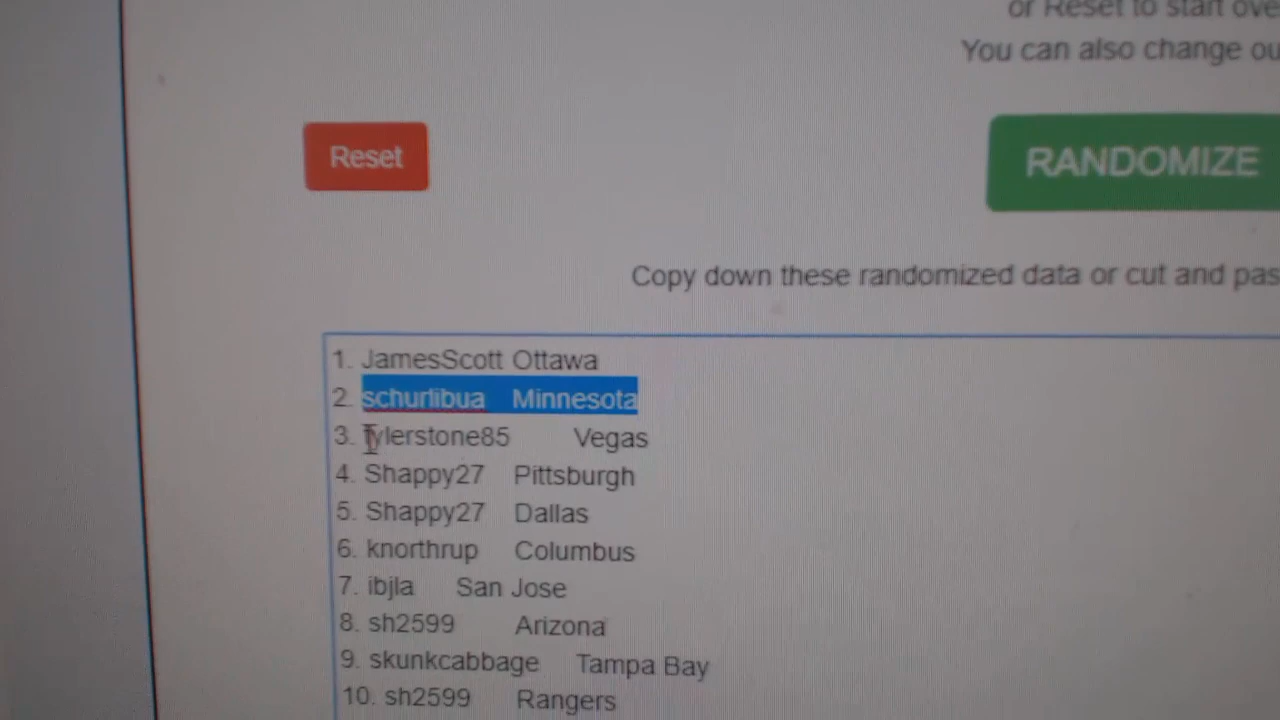 or Reset to start ove
You can also change ou
Reset
RANDOMIZE
Copy down these randomized data or cut and pas
1. JamesScott Ottawa
2. schurlibua Minnesota
3. Tylerstone85 Vegas
4. Shappy27 Pittsburgh
5. Shappy27 Dallas
6. knorthrup Columbus
7. ibjla San Jose
8. sh2599 Arizona
9. skunkcabbage Tampa Bay
10. sh2599 Rangers